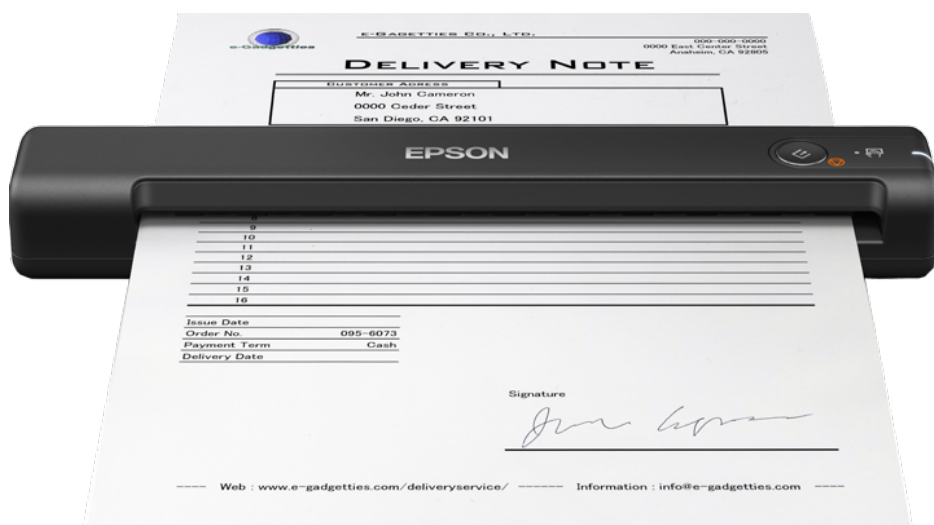 e-Gadgetties
E-GADGETTIES CO., LTD.
000-000-0000
0000 East Center Street
Anaheim, CA 92805
DELIVERY NOTE
CUSTOMER ADRESS
Mr. John Cameron
0000 Ceder Street
San Diego, CA 92101
EPSON
8
9
10
11
12
13
14
15
16
Issue Date
Order No. 095-6073
Payment Term Cash
Delivery Date
Signature
Web : www.e-gadgetties.com/deliveryservice/ Information : info@e-gadgetties.com